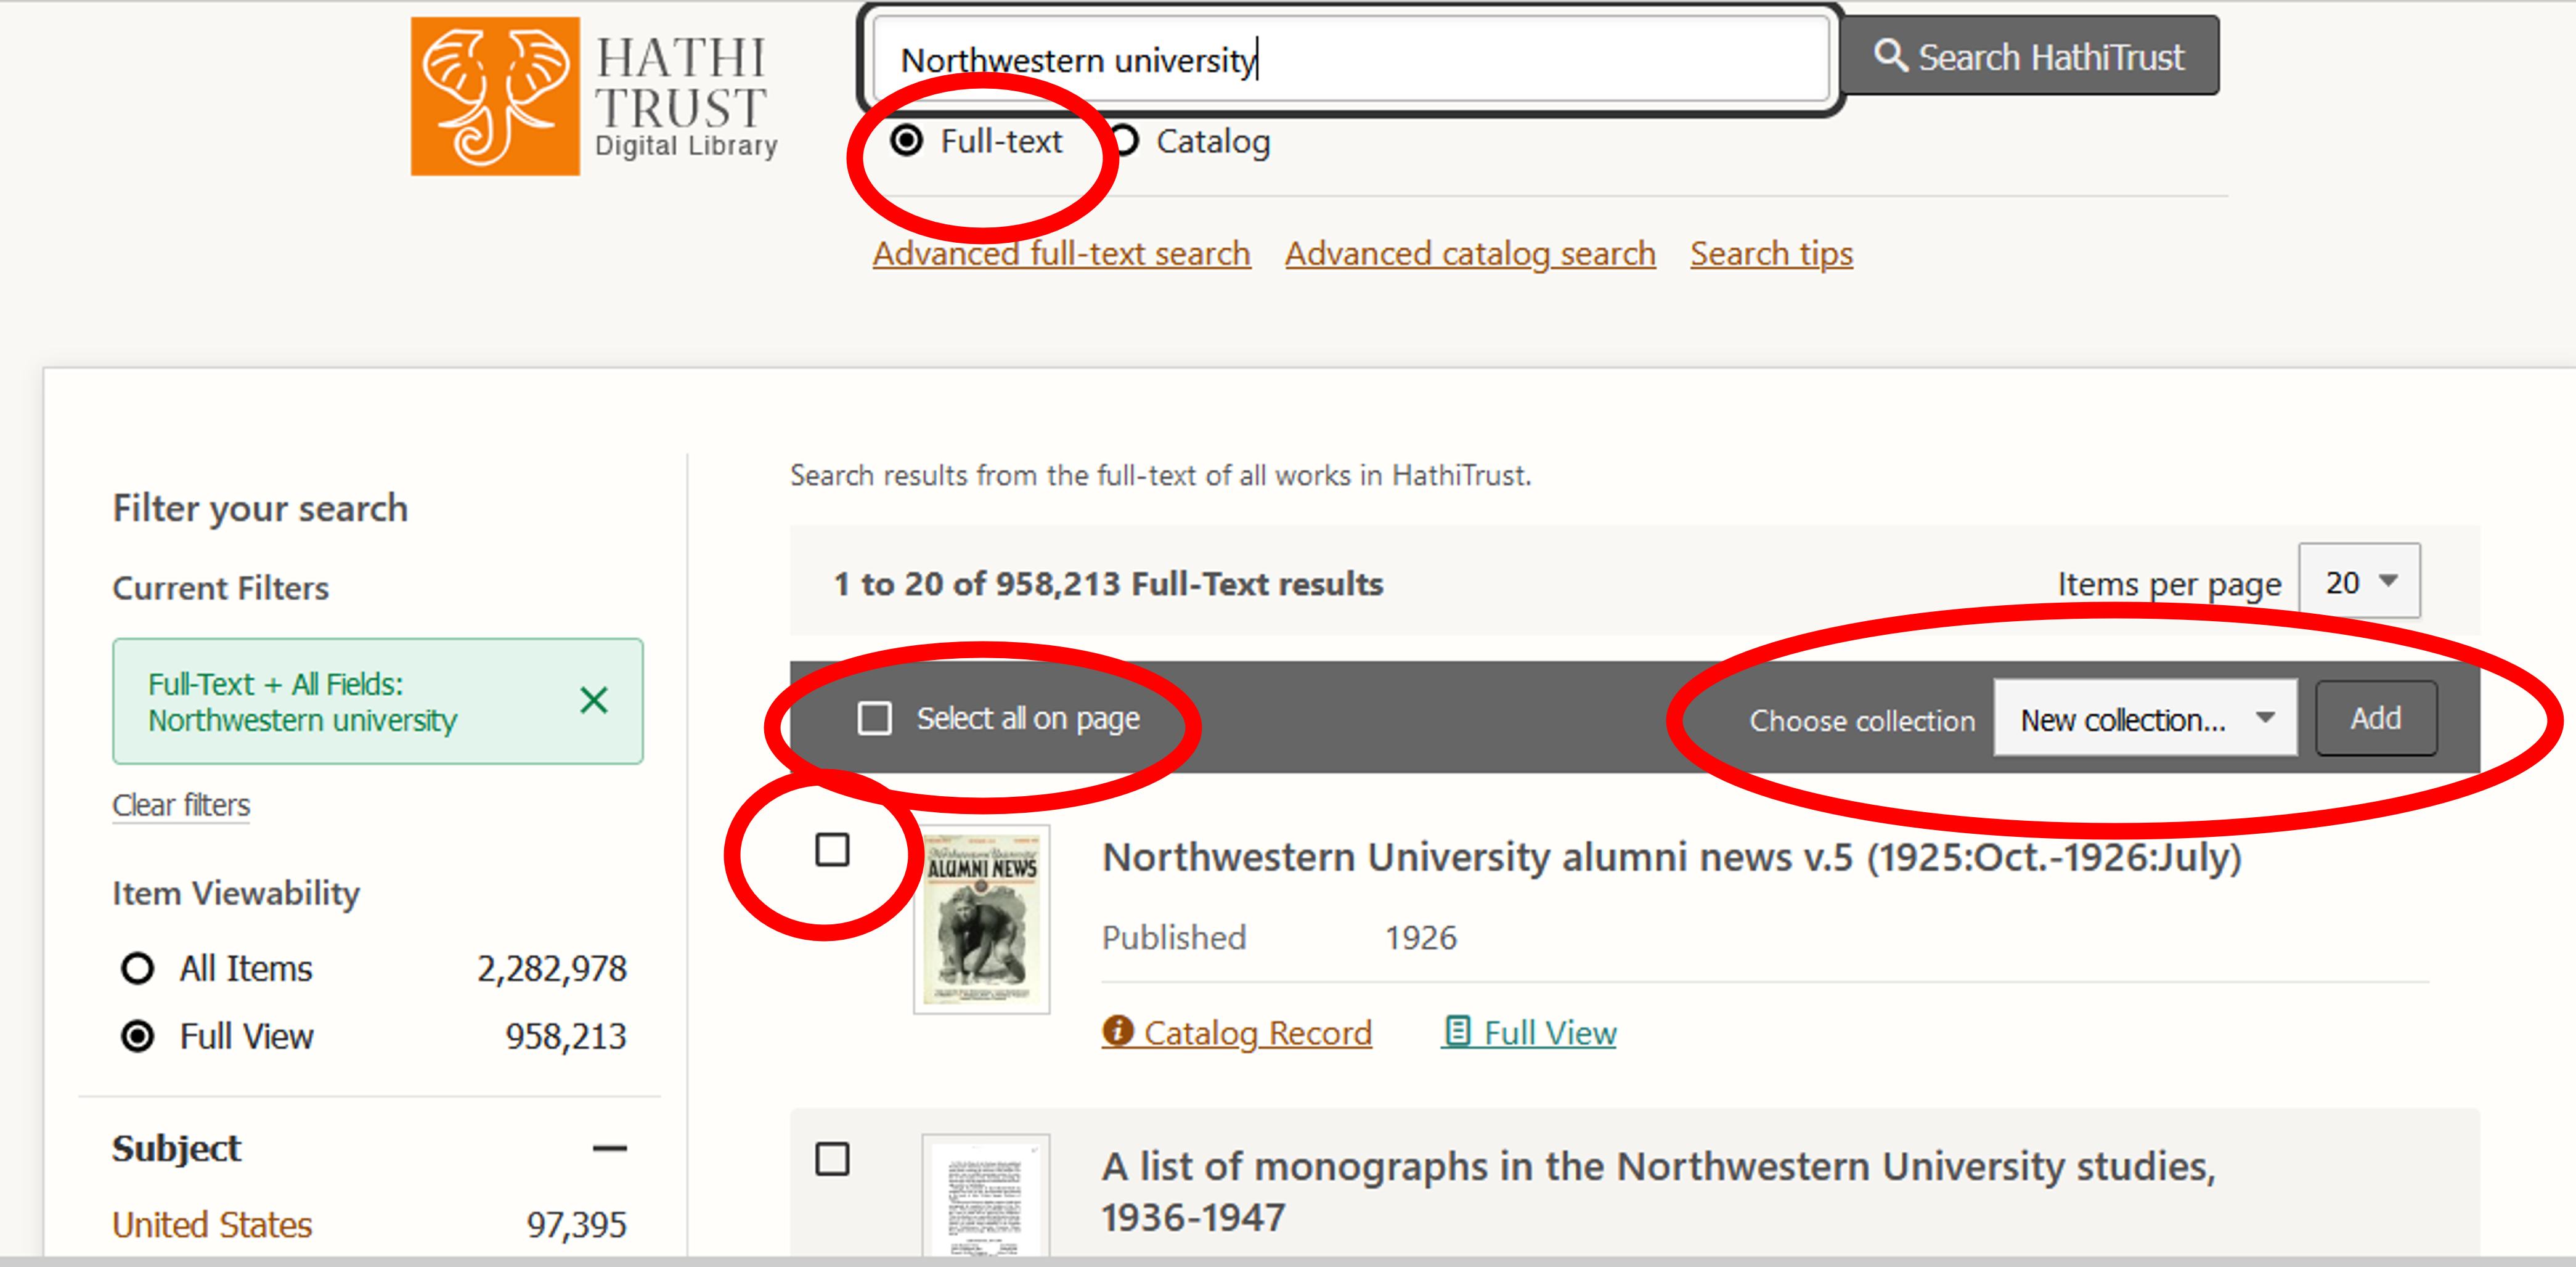 HATHI
TRUST
Digital Library
Northwestern university
Search HathiTrust
Full-text Catalog
Advanced full-text search Advanced catalog search Search tips
Filter your search
Current Filters
Full-Text + All Fields:
Northwestern university
Clear filters
Item Viewability
All Items 2,282,978
Full View 958,213
Subject
United States 97,395
Search results from the full-text of all works in HathiTrust.
1 to 20 of 958,213 Full-Text results
Items per page 20
Select all on page
Choose collection New collection... Add
Northwestern University
ALUMNI NEWS
Northwestern University alumni news v.5 (1925:Oct.-1926:July)
Published 1926
Catalog Record Full View
A list of monographs in the Northwestern University studies,
1936-1947